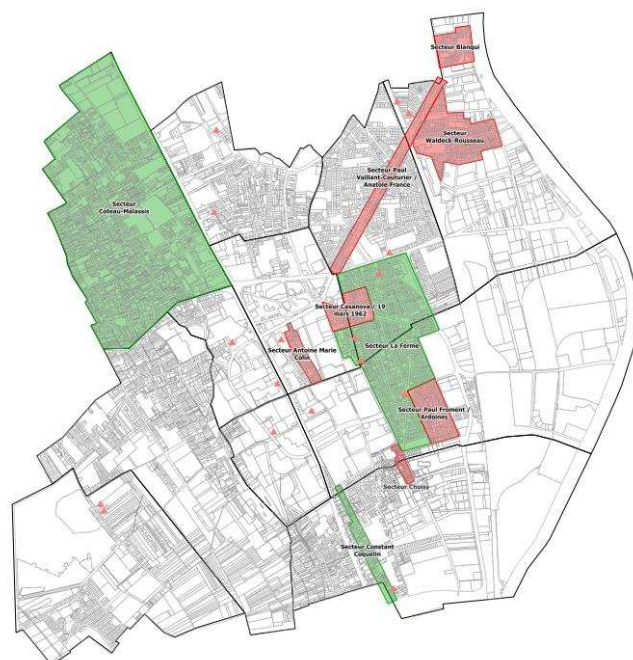 Secteur Blanqui
Secteur
Waldeck-Rousseau
Secteur Paul
Vaillant-Couturier /
Anatole France
Secteur
Coteau-Malassis
Secteur Casanova / 19
mars 1962
Secteur Antoine Marie
Colin
Secteur La Ferme
Secteur Paul Froment /
Ardoines
Secteur Choisy
Secteur Constant
Coquelin